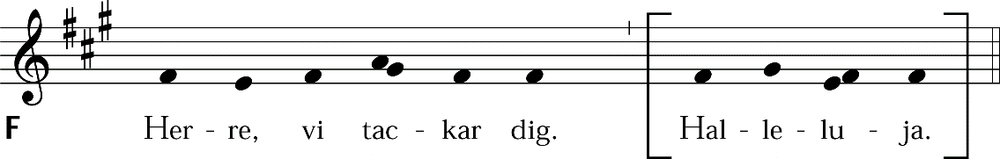 F Her - re, vi tac - kar dig. Hal - le - lu - ja.